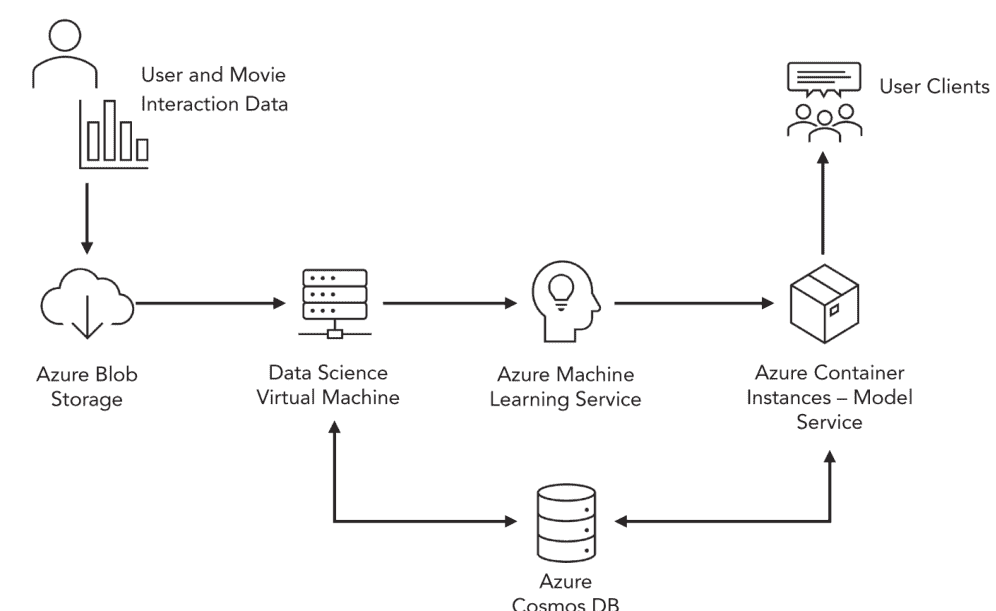 User and Movie
Interaction Data
User Clients
Azure Blob
Storage
Data Science
Virtual Machine
Azure Machine
Learning Service
Azure Container
Instances – Model
Service
Azure
Cosmos DB